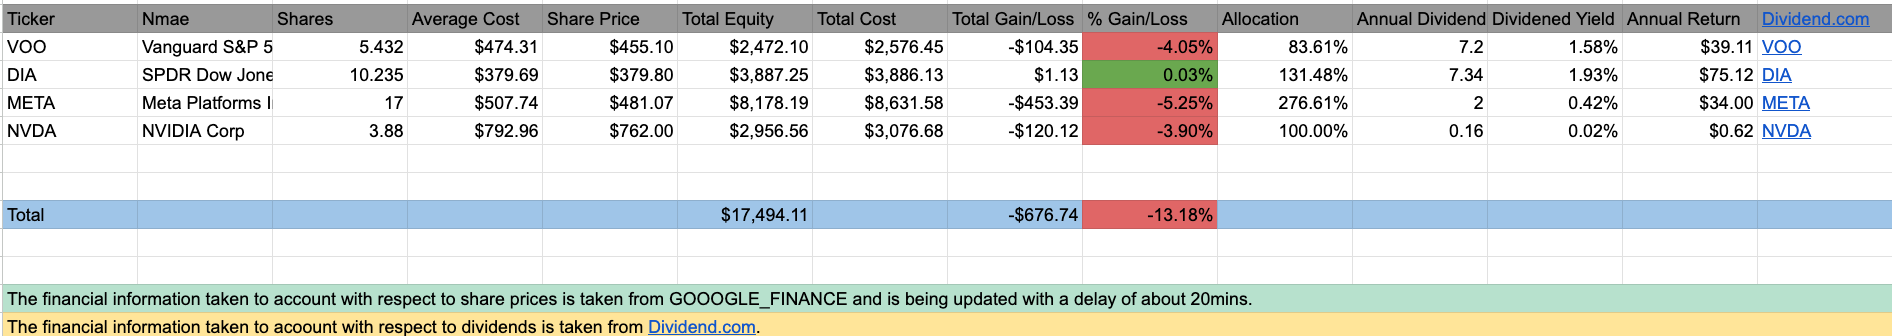 Ticker Nmae Shares Average Cost Share Price Total Equity Total Cost Total Gain/Loss % Gain/Loss Allocation Annual Dividend Dividened Yield Annual Return Dividend.com
VOO Vanguard S&P 5 5.432 $474.31 $455.10 $2,472.10 $2,576.45 -$104.35 -4.05% 83.61% 7.2 1.58% $39.11 VOO
DIA SPDR Dow Jone 10.235 $379.69 $379.80 $3,887.25 $3,886.13 $1.13 0.03% 131.48% 7.34 1.93% $75.12 DIA
META Meta Platforms I 17 $507.74 $481.07 $8,178.19 $8,631.58 -$453.39 -5.25% 276.61% 2 0.42% $34.00 META
NVDA NVIDIA Corp 3.88 $792.96 $762.00 $2,956.56 $3,076.68 -$120.12 -3.90% 100.00% 0.16 0.02% $0.62 NVDA
Total $17,494.11 -$676.74 -13.18%
The financial information taken to account with respect to share prices is taken from GOOOGLE_FINANCE and is being updated with a delay of about 20mins.
The financial information taken to acoount with respect to dividends is taken from Dividend.com.